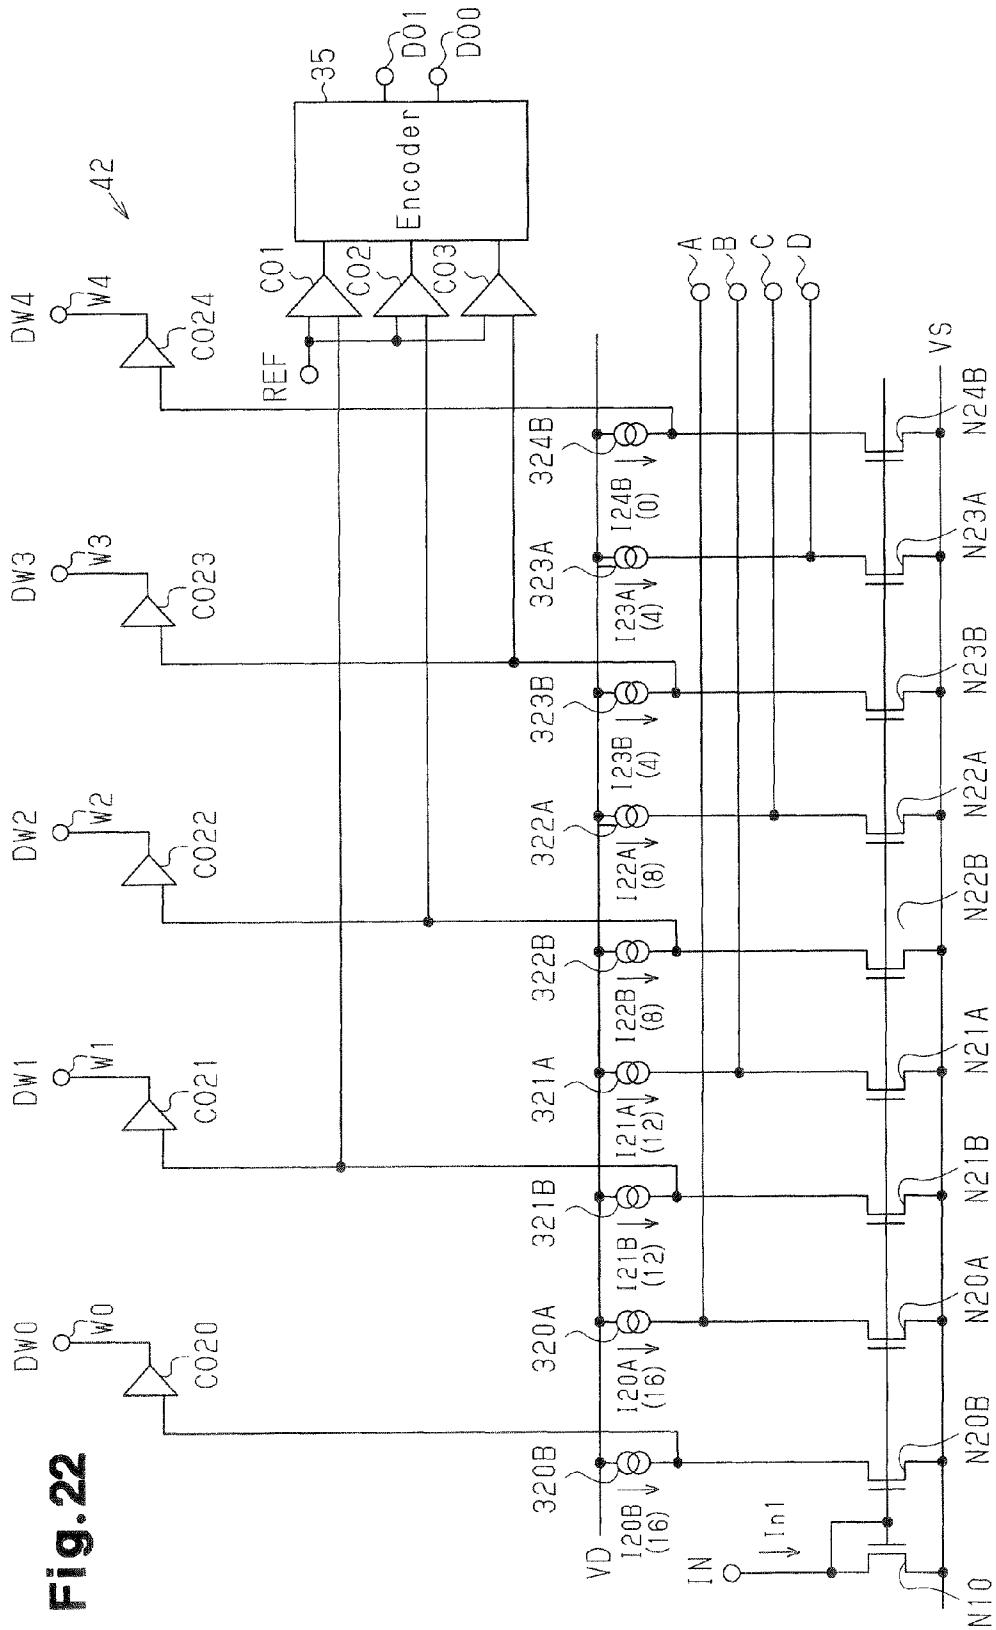 Fig.22
42
DW0
W0
CO20
DW1
W1
CO21
DW2
W2
CO22
DW3
W3
CO23
DW4
W4
CO24
REF
CO1
CO2
CO3
Encoder
35
DO1
DO0
VD
320B
I20B
(16)
320A
I20A
(16)
321B
I21B
(12)
321A
I21A
(12)
322B
I22B
(8)
322A
I22A
(8)
323B
I23B
(4)
323A
I23A
(4)
324B
I24B
(0)
A
B
C
D
IN
In1
VS
N10
N20B
N20A
N21B
N21A
N22B
N22A
N23B
N23A
N24B